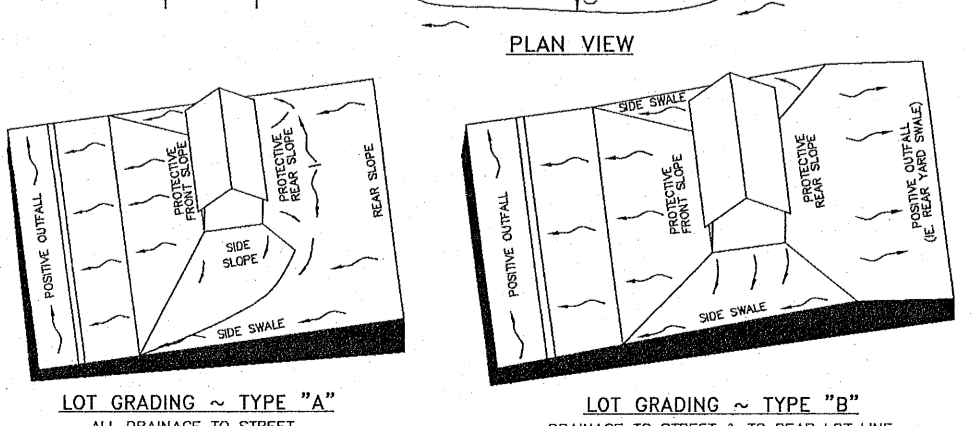 PLAN VIEW
POSITIVE OUTFALL
PROTECTIVE
FRONT SLOPE
PROTECTIVE
REAR SLOPE
REAR SLOPE
SIDE
SLOPE
SIDE SWALE
LOT GRADING ~ TYPE "A"
ALL DRAINAGE TO STREET
POSITIVE OUTFALL
SIDE SWALE
PROTECTIVE
FRONT SLOPE
PROTECTIVE
REAR SLOPE
POSITIVE OUTFALL
(IE. REAR YARD SWALE)
SIDE SWALE
LOT GRADING ~ TYPE "B"
DRAINAGE TO STREET & TO REAR LOT LINE